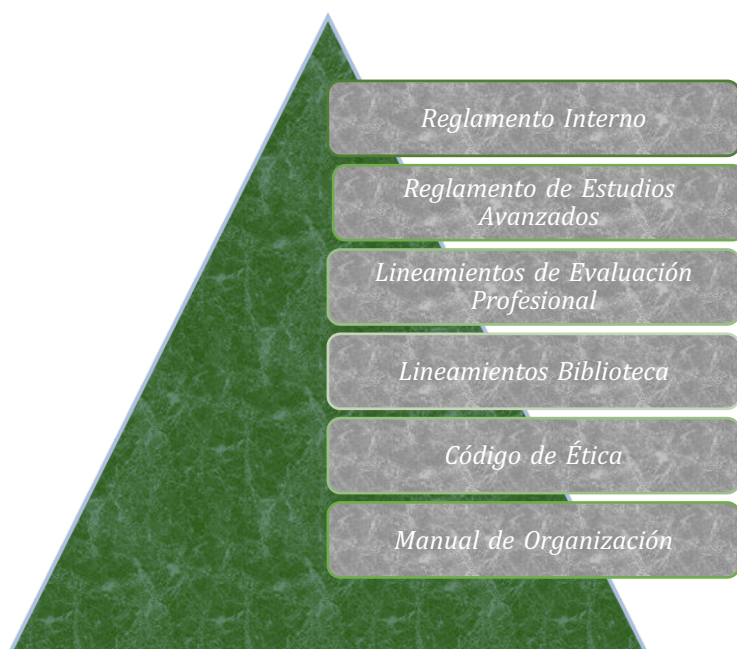 Reglamento Interno
Reglamento de Estudios
Avanzados
Lineamientos de Evaluación
Profesional
Lineamientos Biblioteca
Código de Ética
Manual de Organización